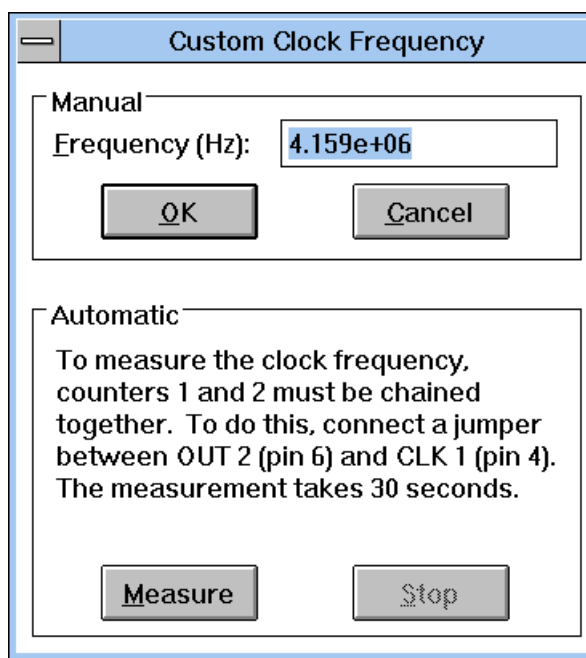 Custom Clock Frequency
Manual
Frequency (Hz): 4.159e+06
OK Cancel
Automatic
To measure the clock frequency,
counters 1 and 2 must be chained
together. To do this, connect a jumper
between OUT 2 (pin 6) and CLK 1 (pin 4).
The measurement takes 30 seconds.
Measure Stop